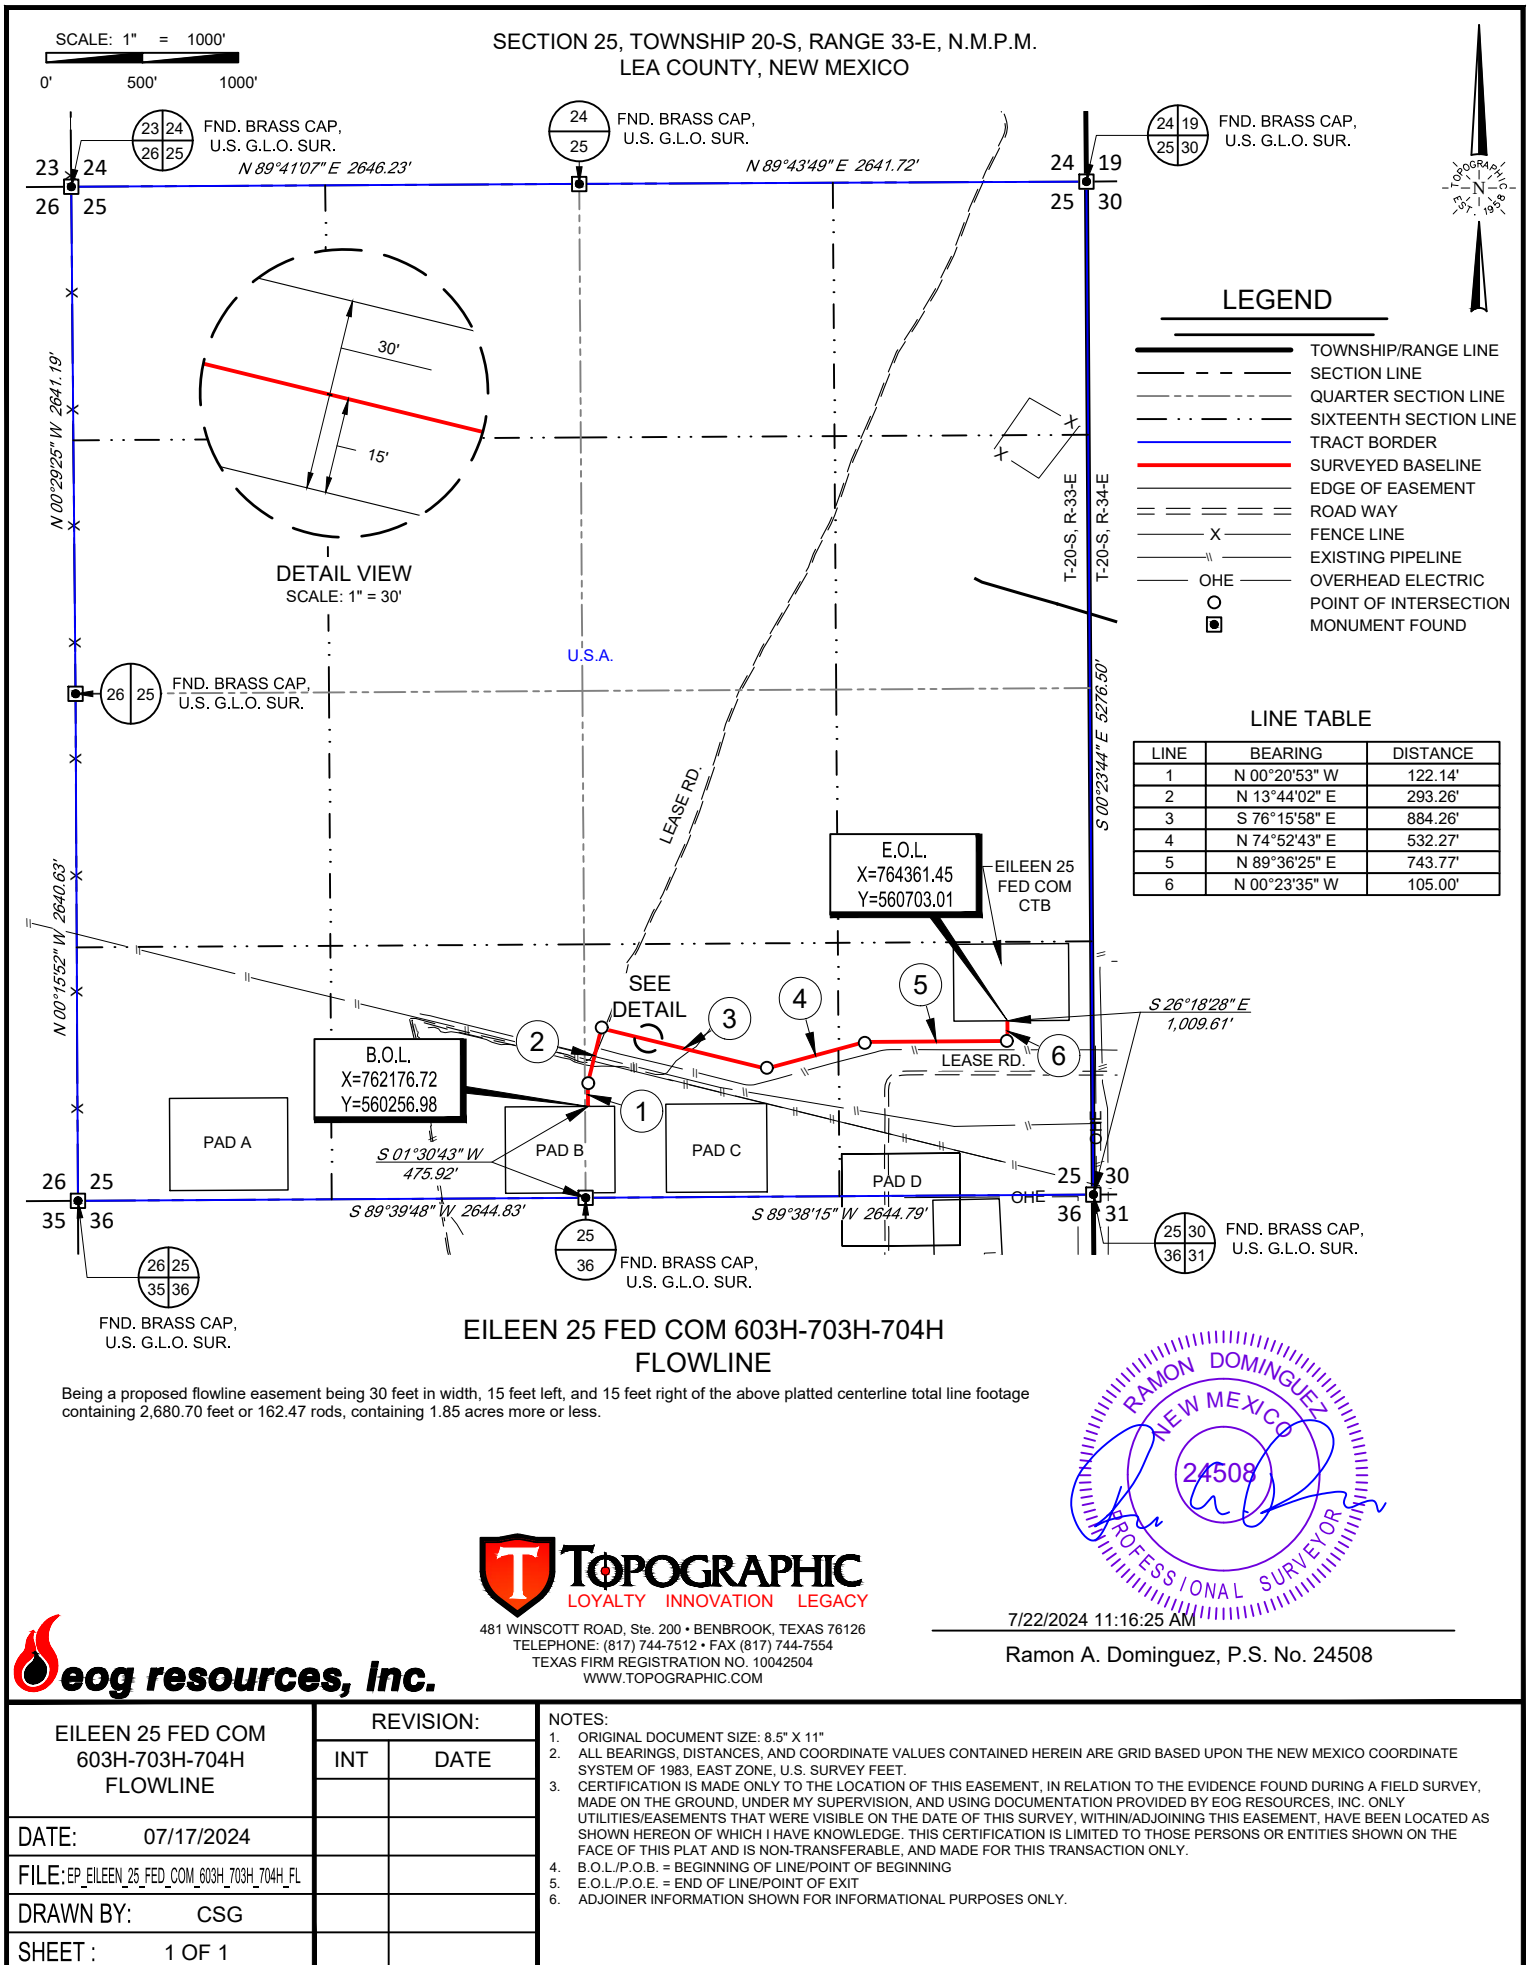 SCALE: 1" = 1000'
0' 500' 1000'
SECTION 25, TOWNSHIP 20-S, RANGE 33-E, N.M.P.M.
LEA COUNTY, NEW MEXICO
23 24
26 25
FND. BRASS CAP,
U.S. G.L.O. SUR.
24
25
FND. BRASS CAP,
U.S. G.L.O. SUR.
24 19
25 30
FND. BRASS CAP,
U.S. G.L.O. SUR.
N 89°41'07" E 2646.23'
N 89°43'49" E 2641.72'
23 24
26 25
24 19
25 30
TOPOGRAPHIC
N
EST. 1958
30'
15'
DETAIL VIEW
SCALE: 1" = 30'
N 00°29'25" W 2641.19'
X
X
T-20-S, R-33-E
T-20-S, R-34-E
LEGEND
TOWNSHIP/RANGE LINE
SECTION LINE
QUARTER SECTION LINE
SIXTEENTH SECTION LINE
TRACT BORDER
SURVEYED BASELINE
EDGE OF EASEMENT
ROAD WAY
X FENCE LINE
EXISTING PIPELINE
OHE OVERHEAD ELECTRIC
POINT OF INTERSECTION
MONUMENT FOUND
U.S.A.
26 25
FND. BRASS CAP,
U.S. G.L.O. SUR.
S 00°23'44" E 5276.50'
LINE TABLE
LINE BEARING DISTANCE
1 N 00°20'53" W 122.14'
2 N 13°44'02" E 293.26'
3 S 76°15'58" E 884.26'
4 N 74°52'43" E 532.27'
5 N 89°36'25" E 743.77'
6 N 00°23'35" W 105.00'
LEASE RD.
E.O.L.
X=764361.45
Y=560703.01
EILEEN 25
FED COM
CTB
N 00°15'52" W 2640.63'
SEE
DETAIL
1
2
3
4
5
6
LEASE RD.
S 26°18'28" E
1,009.61'
B.O.L.
X=762176.72
Y=560256.98
PAD A
PAD B
PAD C
PAD D
S 01°30'43" W
475.92'
OHE
OHE
26 25
35 36
25 30
36 31
S 89°39'48" W 2644.83'
S 89°38'15" W 2644.79'
26 25
35 36
FND. BRASS CAP,
U.S. G.L.O. SUR.
25
36
FND. BRASS CAP,
U.S. G.L.O. SUR.
25 30
36 31
FND. BRASS CAP,
U.S. G.L.O. SUR.
EILEEN 25 FED COM 603H-703H-704H
FLOWLINE
Being a proposed flowline easement being 30 feet in width, 15 feet left, and 15 feet right of the above platted centerline total line footage
containing 2,680.70 feet or 162.47 rods, containing 1.85 acres more or less.
RAMON DOMINGUEZ
NEW MEXICO
24508
PROFESSIONAL SURVEYOR
7/22/2024 11:16:25 AM
Ramon A. Dominguez, P.S. No. 24508
T TOPOGRAPHIC
LOYALTY INNOVATION LEGACY
481 WINSCOTT ROAD, Ste. 200 • BENBROOK, TEXAS 76126
TELEPHONE: (817) 744-7512 • FAX (817) 744-7554
TEXAS FIRM REGISTRATION NO. 10042504
WWW.TOPOGRAPHIC.COM
eog resources, inc.
EILEEN 25 FED COM
603H-703H-704H
FLOWLINE
DATE: 07/17/2024
FILE: EP_EILEEN_25_FED_COM_603H_703H_704H_FL
DRAWN BY: CSG
SHEET : 1 OF 1
REVISION:
INT DATE
NOTES:
1. ORIGINAL DOCUMENT SIZE: 8.5" X 11"
2. ALL BEARINGS, DISTANCES, AND COORDINATE VALUES CONTAINED HEREIN ARE GRID BASED UPON THE NEW MEXICO COORDINATE
SYSTEM OF 1983, EAST ZONE, U.S. SURVEY FEET.
3. CERTIFICATION IS MADE ONLY TO THE LOCATION OF THIS EASEMENT, IN RELATION TO THE EVIDENCE FOUND DURING A FIELD SURVEY,
MADE ON THE GROUND, UNDER MY SUPERVISION, AND USING DOCUMENTATION PROVIDED BY EOG RESOURCES, INC. ONLY
UTILITIES/EASEMENTS THAT WERE VISIBLE ON THE DATE OF THIS SURVEY, WITHIN/ADJOINING THIS EASEMENT, HAVE BEEN LOCATED AS
SHOWN HEREON OF WHICH I HAVE KNOWLEDGE. THIS CERTIFICATION IS LIMITED TO THOSE PERSONS OR ENTITIES SHOWN ON THE
FACE OF THIS PLAT AND IS NON-TRANSFERABLE, AND MADE FOR THIS TRANSACTION ONLY.
4. B.O.L./P.O.B. = BEGINNING OF LINE/POINT OF BEGINNING
5. E.O.L./P.O.E. = END OF LINE/POINT OF EXIT
6. ADJOINER INFORMATION SHOWN FOR INFORMATIONAL PURPOSES ONLY.